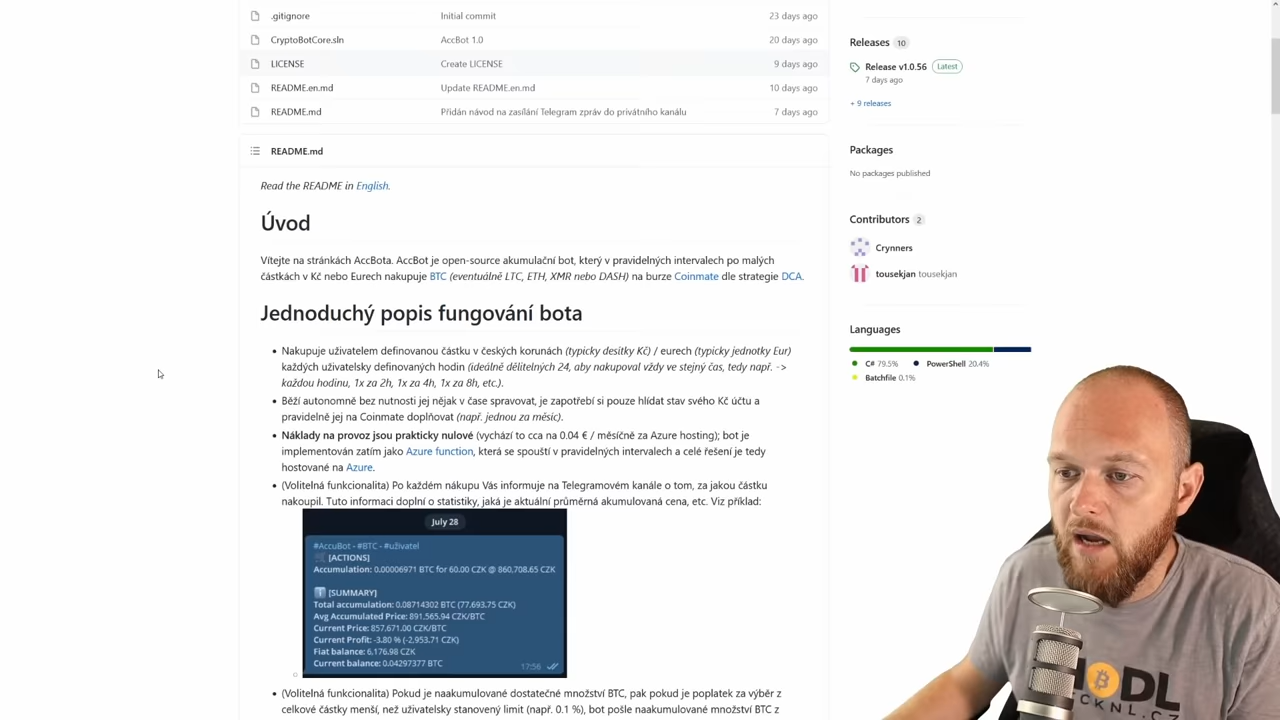 .gitignore Initial commit 23 days ago
CryptoBotCore.sln AccBot 1.0 20 days ago
LICENSE Create LICENSE 9 days ago
README.en.md Update README.en.md 10 days ago
README.md Přidán návod na zasílání Telegram zpráv do privátního kanálu 7 days ago
README.md
Read the README in English.
Úvod
Vítejte na stránkách AccBota. AccBot je open-source akumulační bot, který v pravidelných intervalech po malých
částkách v Kč nebo Eurech nakupuje BTC (eventuálně LTC, ETH, XMR nebo DASH) na burze Coinmate dle strategie DCA.
Jednoduchý popis fungování bota
Nakupuje uživatelem definovanou částku v českých korunách (typicky desítky Kč) / eurech (typicky jednotky Eur)
každých uživatelsky definovaných hodin (ideálně dělitelných 24, aby nakupoval vždy ve stejný čas, tedy např. ->
každou hodinu, 1x za 2h, 1x za 4h, 1x za 8h, etc.).
Běží autonomně bez nutnosti jej nějak v čase spravovat, je zapotřebí si pouze hlídat stav svého Kč účtu a
pravidelně jej na Coinmate doplňovat (např. jednou za měsíc).
Náklady na provoz jsou prakticky nulové (vychází to cca na 0.04 € / měsíčně za Azure hosting); bot je
implementován zatím jako Azure function, která se spouští v pravidelných intervalech a celé řešení je tedy
hostované na Azure.
(Volitelná funkcionalita) Po každém nákupu Vás informuje na Telegramovém kanále o tom, za jakou částku
nakoupil. Tuto informaci doplní o statistiky, jaká je aktuální průměrná akumulovaná cena, etc. Viz příklad:
July 28
#AccuBot - #BTC - #uživatel
[ACTIONS]
Accumulation: 0.00006971 BTC for 60.00 CZK @ 860,708.65 CZK
[SUMMARY]
Total accumulation: 0.08714302 BTC (77.693,75 CZK)
Avg Accumulated Price: 891.565,94 CZK/BTC
Current Price: 857,671.00 CZK/BTC
Current Profit: -3.80 % (-2,953.71 CZK)
Fiat balance: 6,176.98 CZK
Current balance: 0.04297377 BTC
17:56
(Volitelná funkcionalita) Pokud je naakumulované dostatečné množství BTC, pak pokud je poplatek za výběr z
celkové částky menší, než uživatelsky stanovený limit (např. 0.1 %), bot pošle naakumulované množství BTC z
Releases 10
Release v1.0.56 Latest
7 days ago
+ 9 releases
Packages
No packages published
Contributors 2
Crynners
tousekjan tousekjan
Languages
C# 79.5% PowerShell 20.4%
Batchfile 0.1%